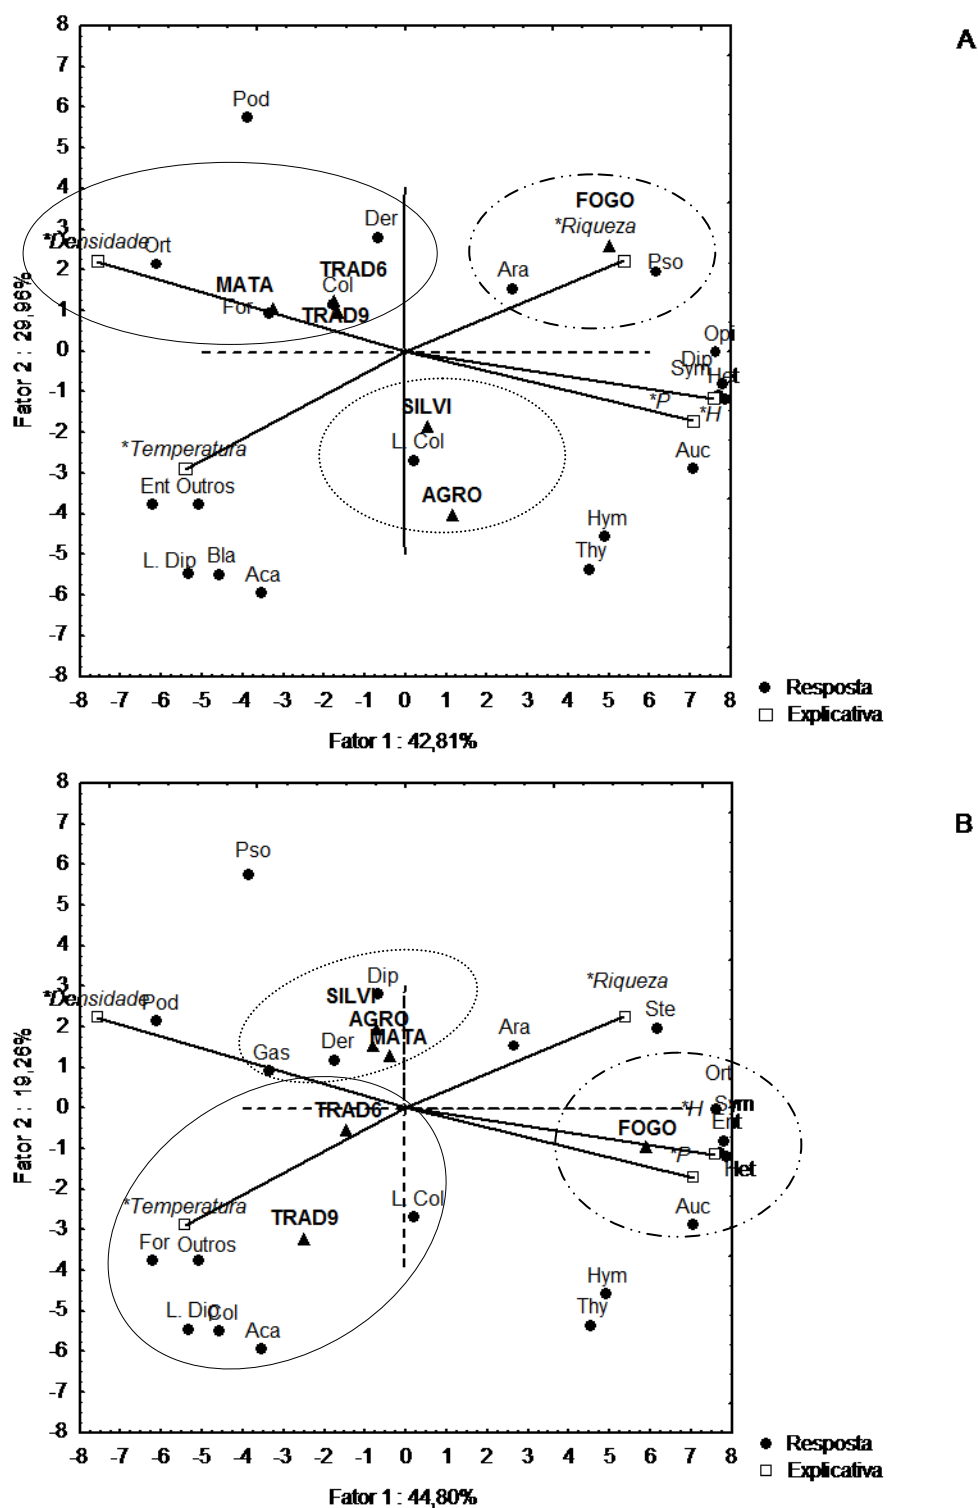 A
8
7
6
5
4
3
2
1
0
-1
-2
-3
-4
-5
-6
-7
-8
Fator 2 : 29,96%
Pod
FOGO
*Riqueza
Der
*Densidade
Ort
TRAD6
Pso
MATA
Col
Ara
For
TRAD9
Opi
Dip
Sym
Het
SILVI
*P
*H
L. Col
*Temperatura
Auc
Ent
Outros
AGRO
Hym
L. Dip
Bla
Thy
Aca
-8 -7 -6 -5 -4 -3 -2 -1 0 1 2 3 4 5 6 7 8
Fator 1 : 42,81%
Resposta
Explicativa
B
8
7
6
5
4
3
2
1
0
-1
-2
-3
-4
-5
-6
-7
-8
Fator 2 : 19,26%
Pso
Dip
*Riqueza
*Densidade
Pod
SILVI
Ste
AGRO
Ara
Gas
Der
MATA
Ort
TRAD6
*H
Sym
FOGO
Ent
*P
Het
*Temperatura
TRAD9
L. Col
Auc
For
Outros
Hym
L. Dip
Col
Thy
Aca
-8 -7 -6 -5 -4 -3 -2 -1 0 1 2 3 4 5 6 7 8
Fator 1 : 44,80%
Resposta
Explicativa